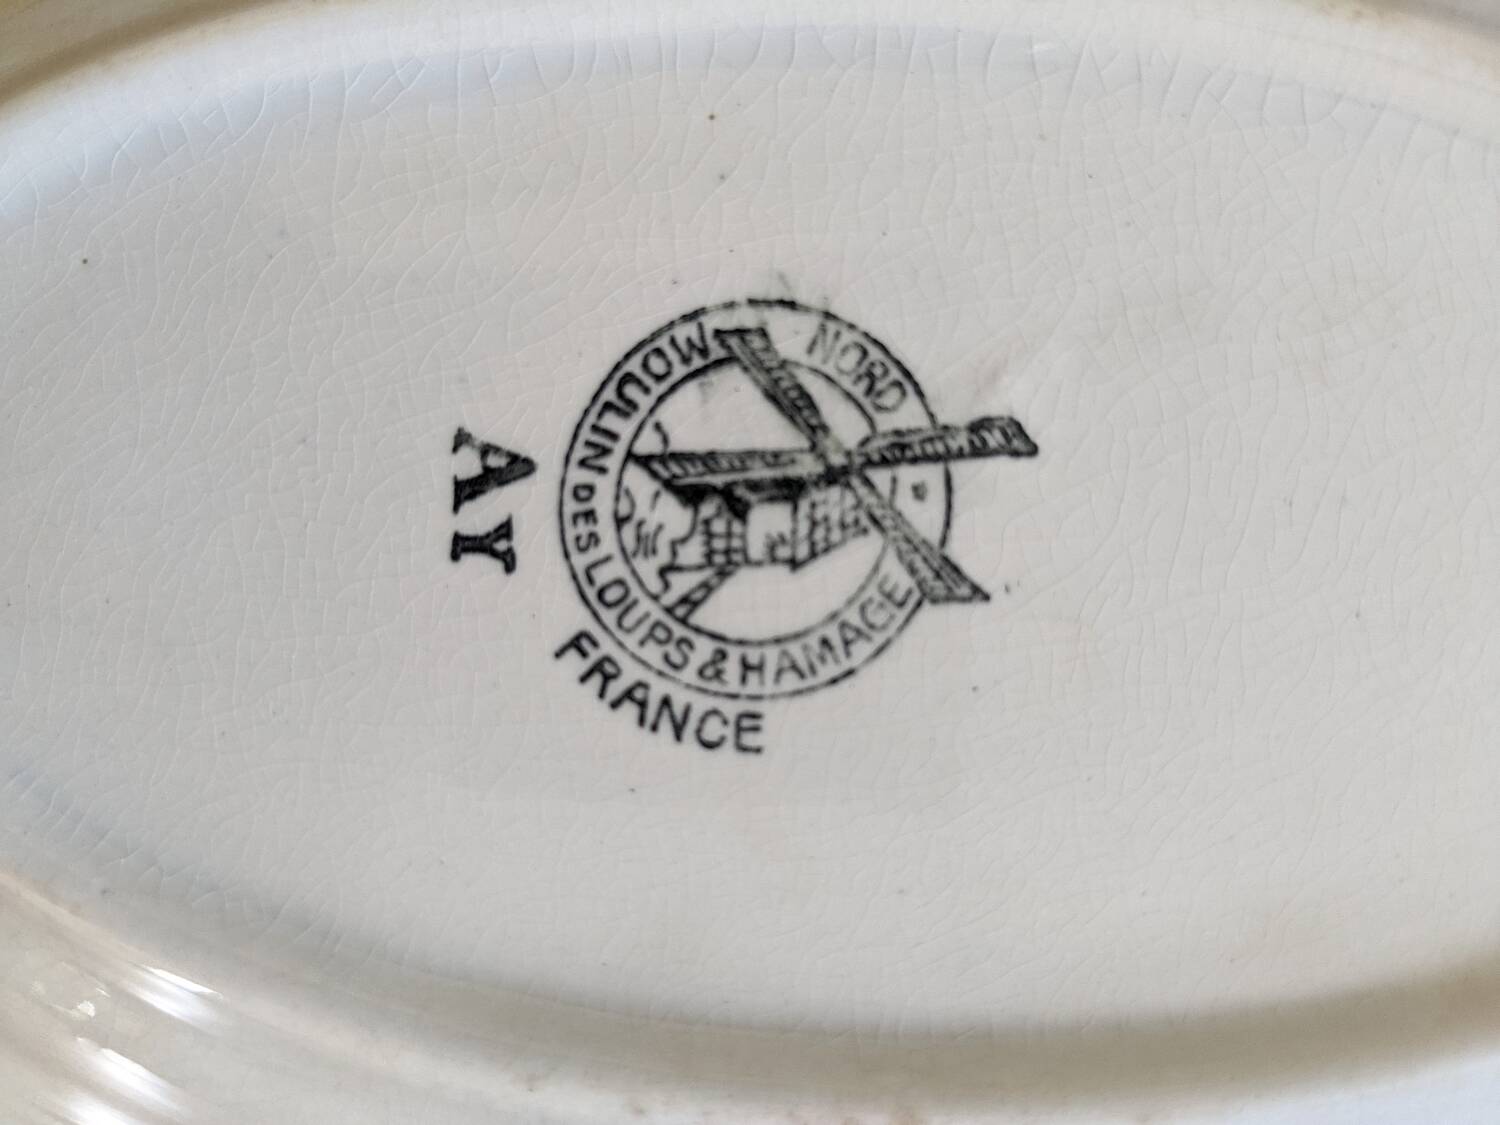 MOULIN DES LOUPS & HAMAGE
NORD
FRANCE
AY